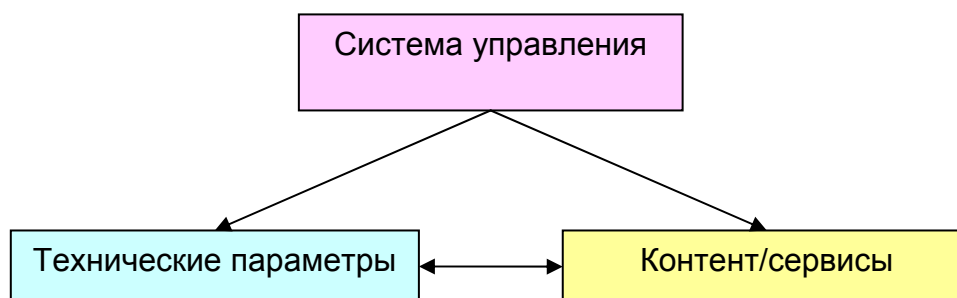 Система управления
Технические параметры
Контент/сервисы